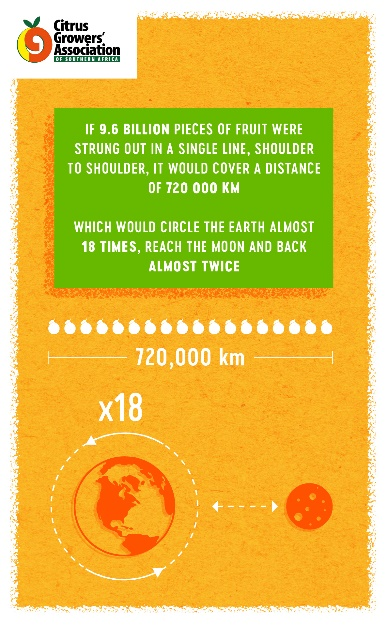 Citrus
Growers'
Association
OF SOUTHERN AFRICA
IF 9.6 BILLION PIECES OF FRUIT WERE
STRUNG OUT IN A SINGLE LINE, SHOULDER
TO SHOULDER, IT WOULD COVER A DISTANCE
OF 720 000 KM
WHICH WOULD CIRCLE THE EARTH ALMOST
18 TIMES, REACH THE MOON AND BACK
ALMOST TWICE
720,000 km
x18